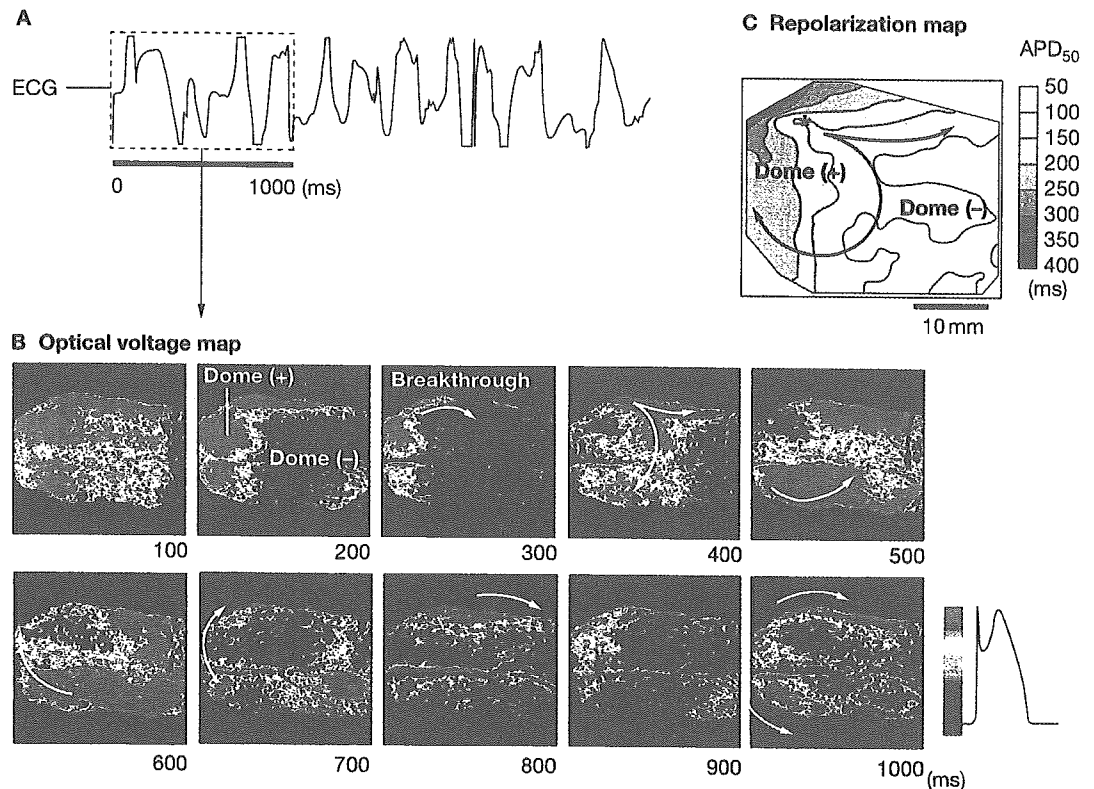 A
ECG
0 1000 (ms)
C Repolarization map
APD50
50
100
150
200
250
300
350
400
(ms)
Dome (+)
Dome (–)
10 mm
B Optical voltage map
Dome (+)
Dome (–)
Breakthrough
100 200 300 400 500
600 700 800 900 1000 (ms)